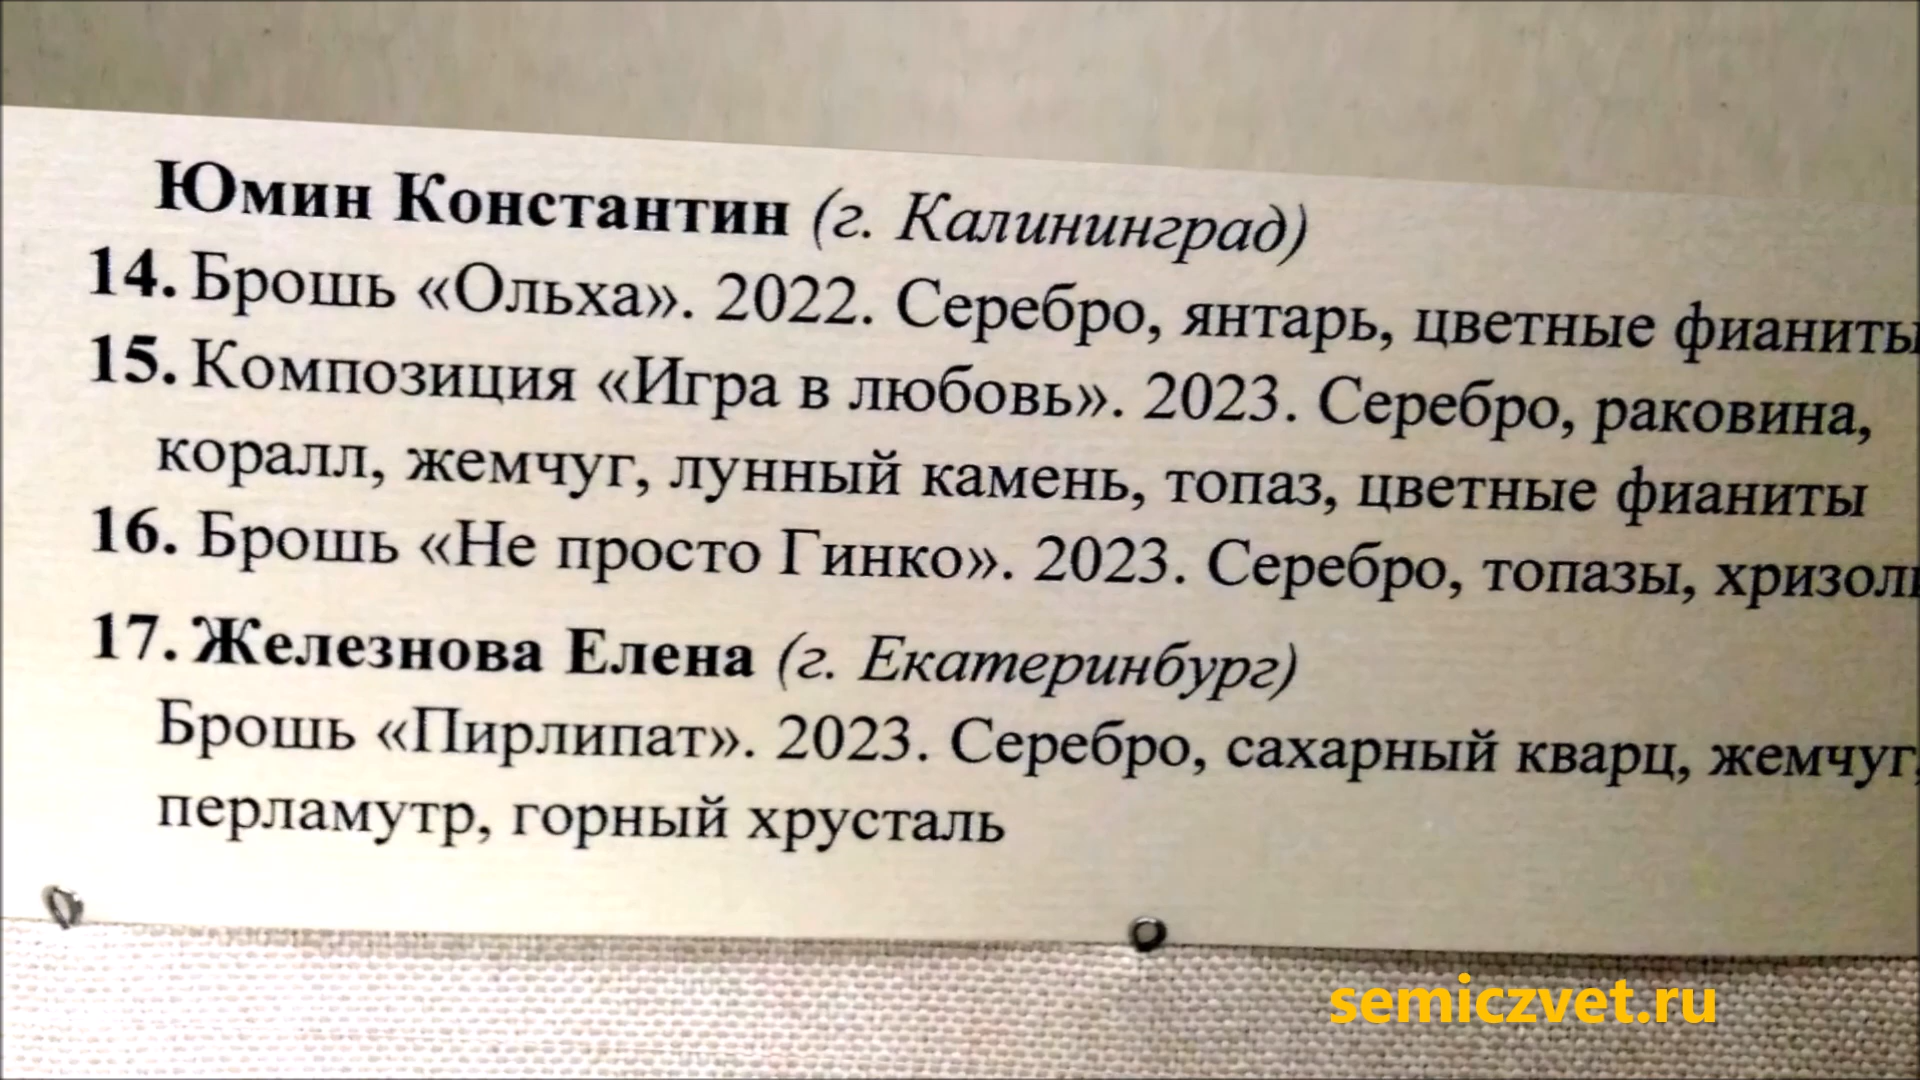 Юмин Константин (г. Калининград)
14. Брошь «Ольха». 2022. Серебро, янтарь, цветные фианиты
15. Композиция «Игра в любовь». 2023. Серебро, раковина,
коралл, жемчуг, лунный камень, топаз, цветные фианиты
16. Брошь «Не просто Гинко». 2023. Серебро, топазы,
17. Железнова Елена (г. Екатеринбург)
Брошь «Пирлипат». 2023. Серебро, сахарный кварц, жемчуг,
перламутр, горный хрусталь
semiczvet.ru